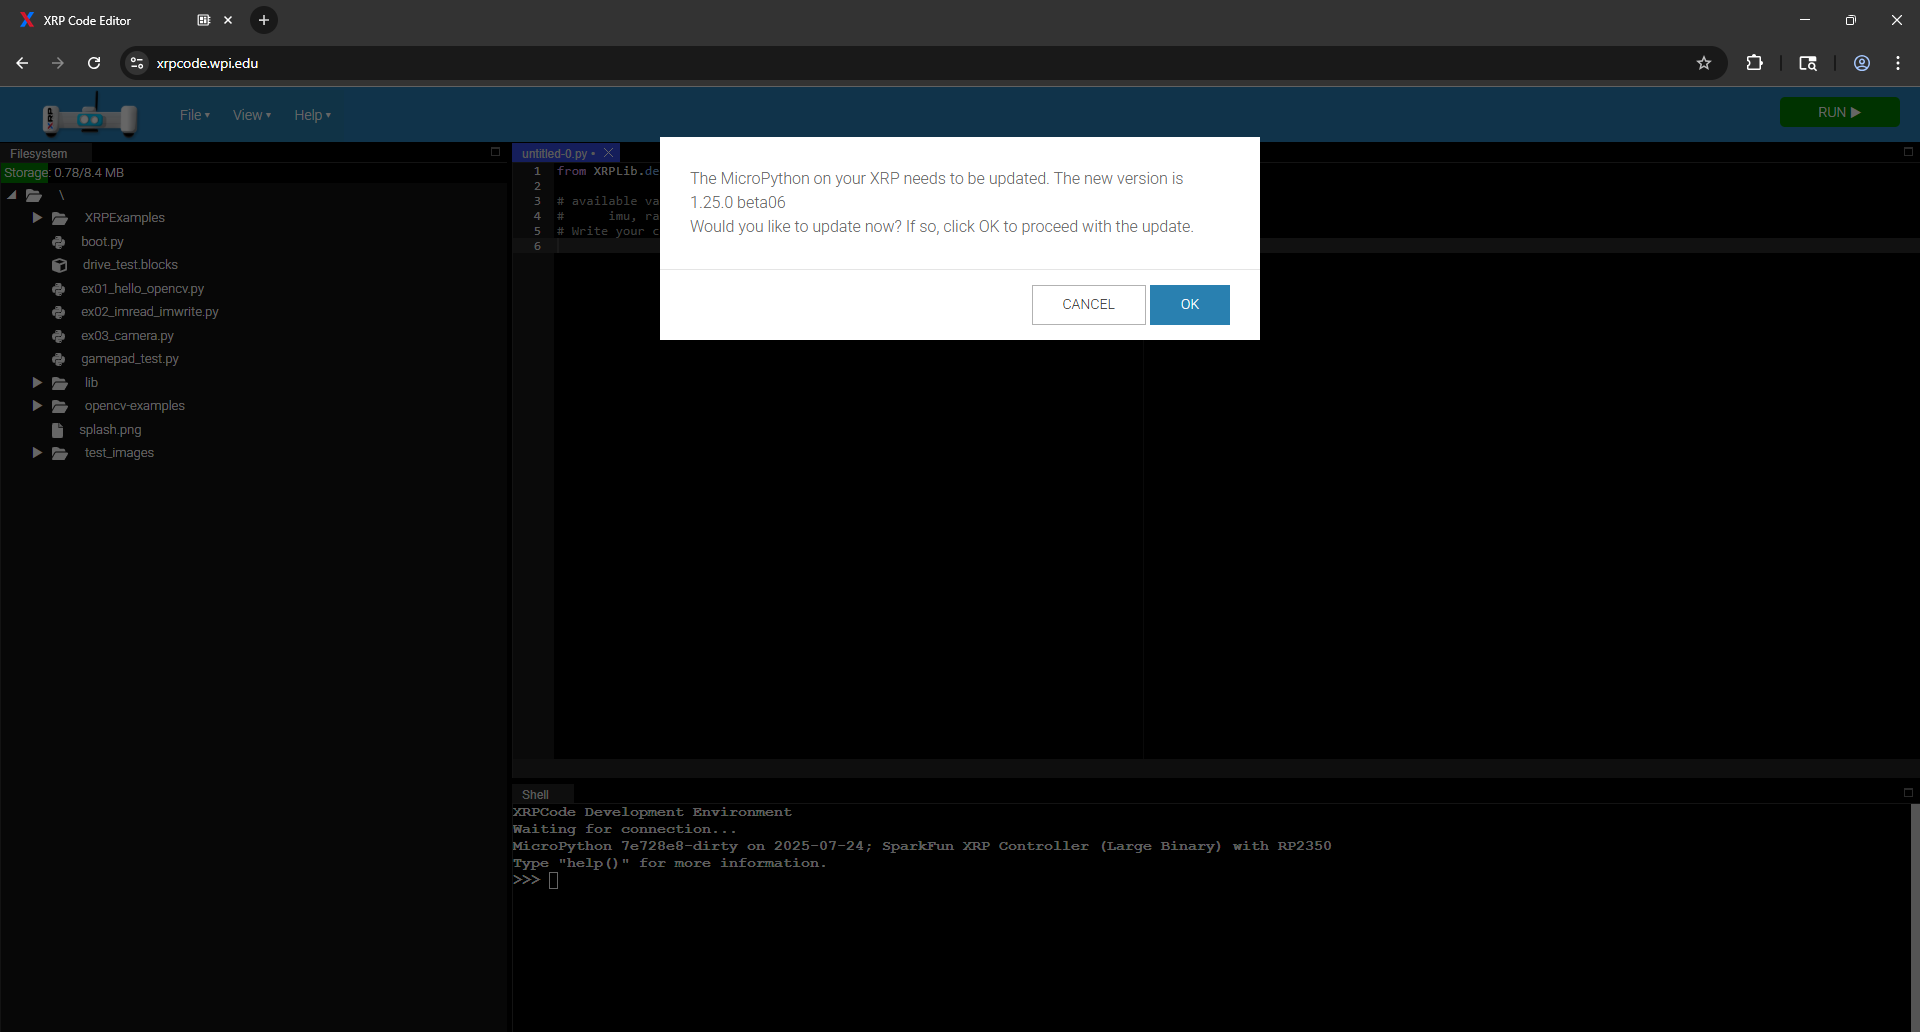 XRP Code Editor
xrpcode.wpi.edu
XRP
File View Help
RUN
Filesystem
Storage: 0.78/8.4 MB
\
XRPExamples
boot.py
drive_test.blocks
ex01_hello_opencv.py
ex02_imread_imwrite.py
ex03_camera.py
gamepad_test.py
lib
opencv-examples
splash.png
test_images
untitled-0.py •
1 from XRPLib.de
2
3 # available va
4 # imu, ra
5 # Write your c
6
The MicroPython on your XRP needs to be updated. The new version is
1.25.0 beta06
Would you like to update now? If so, click OK to proceed with the update.
CANCEL OK
Shell
XRPCode Development Environment
Waiting for connection...
MicroPython 7e728e8-dirty on 2025-07-24; SparkFun XRP Controller (Large Binary) with RP2350
Type "help()" for more information.
>>>